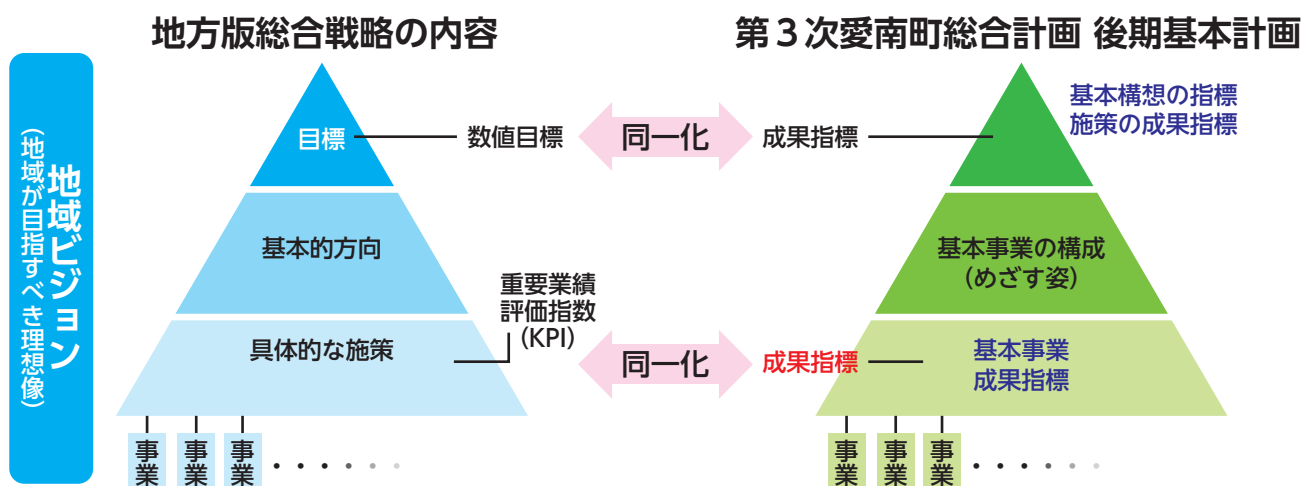 地方版総合戦略の内容
第3次愛南町総合計画 後期基本計画
地域ビジョン
(地域が目指すべき理想像)
目標
数値目標
同一化
成果指標
基本構想の指標
施策の成果指標
基本的方向
基本事業の構成
(めざす姿)
具体的な施策
重要業績
評価指数
(KPI)
同一化
成果指標
基本事業
成果指標
事業
事業
事業
・・・・・・
事業
事業
事業
・・・・・・